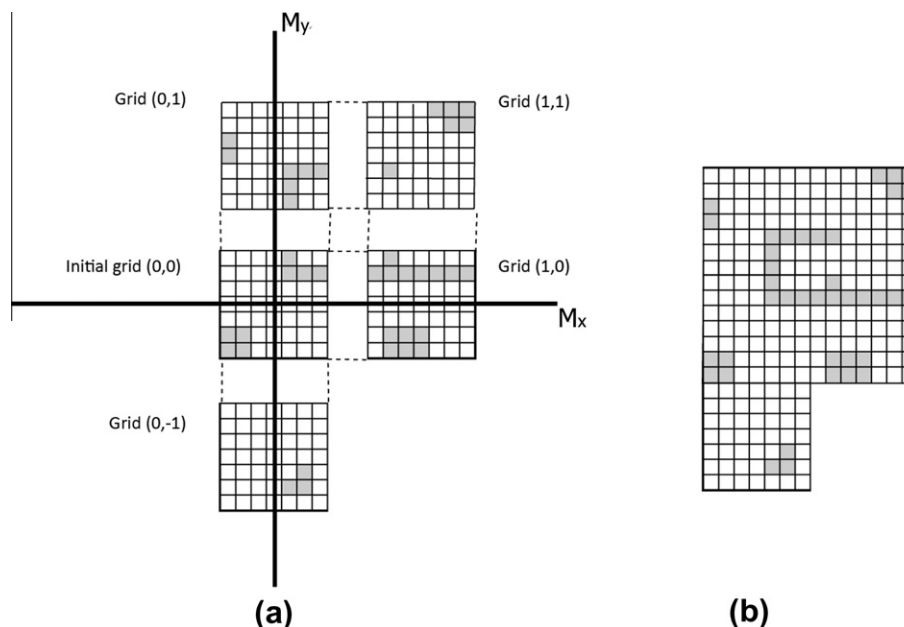 My
Grid (0,1)
Grid (1,1)
Initial grid (0,0)
Grid (1,0)
Mx
Grid (0,-1)
(a)
(b)